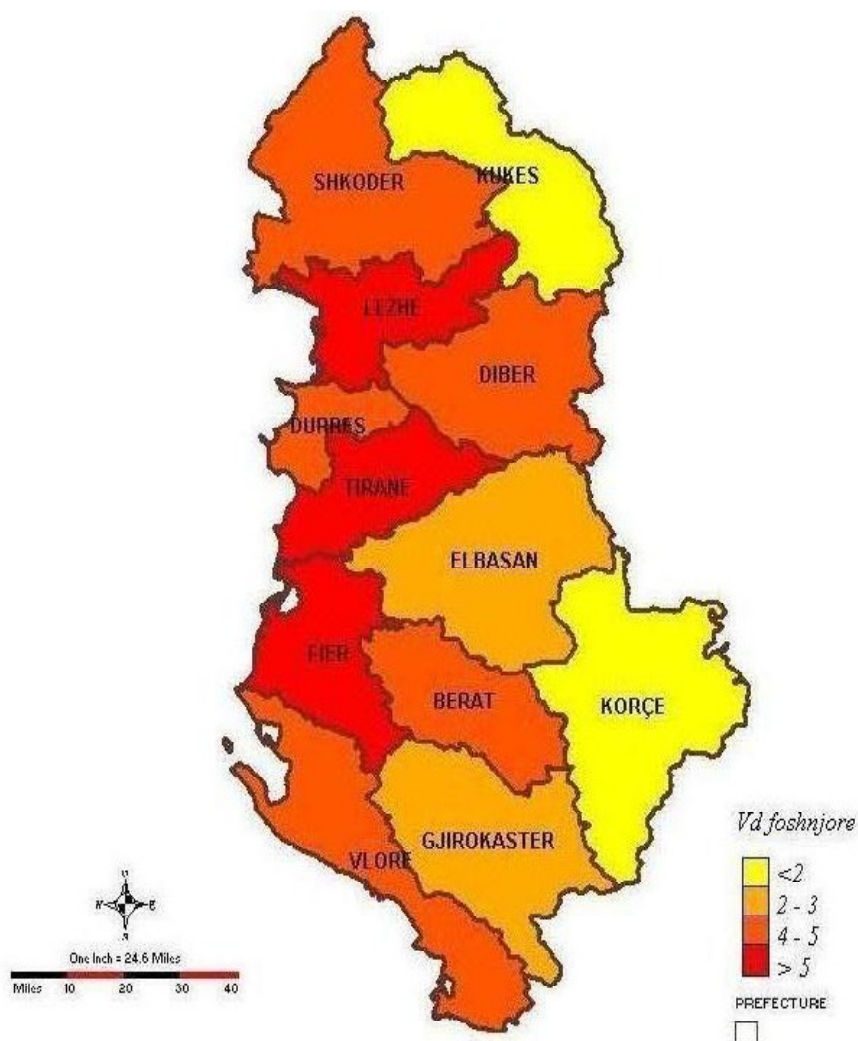 SHKODER
KUKES
LEZHE
DIBER
DURRES
TIRANE
ELBASAN
FIER
BERAT
KORÇE
GJIROKASTER
VLORE
Vd foshnjore
<2
2 - 3
4 - 5
> 5
PREFECTURE
One Inch = 24.6 Miles
Miles 10 20 30 40